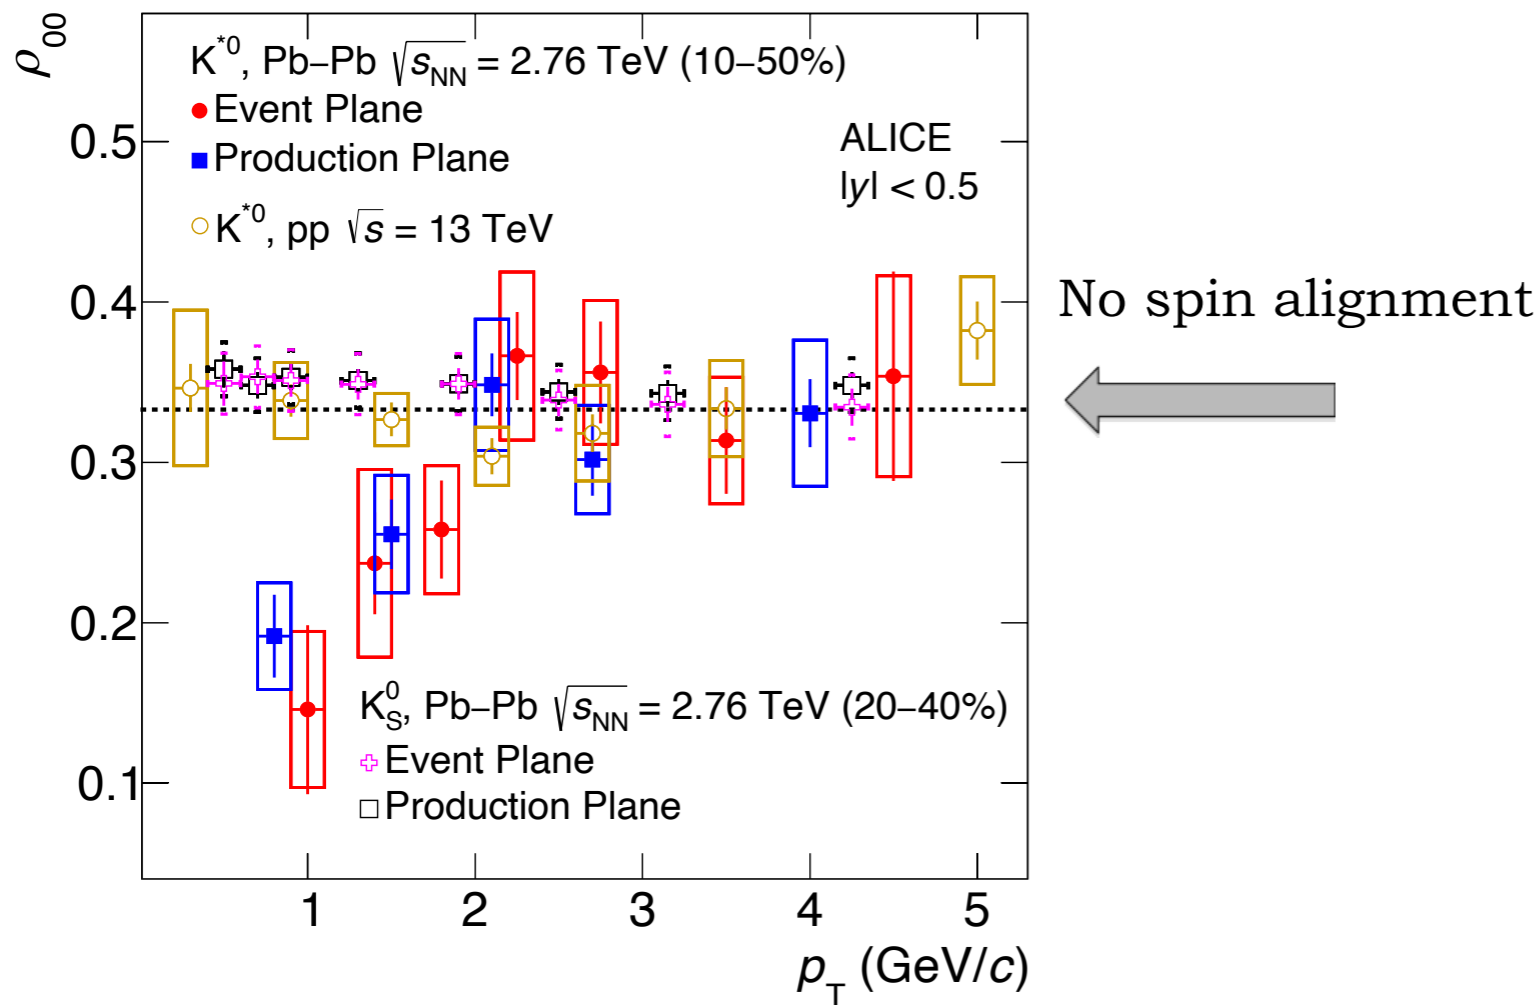 ρ₀₀
K*⁰, Pb–Pb √sNN = 2.76 TeV (10–50%)
Event Plane
Production Plane
K*⁰, pp √s = 13 TeV
ALICE
|y| < 0.5
0.5
0.4
0.3
0.2
0.1
No spin alignment
K⁰S, Pb–Pb √sNN = 2.76 TeV (20–40%)
Event Plane
Production Plane
1 2 3 4 5
pT (GeV/c)